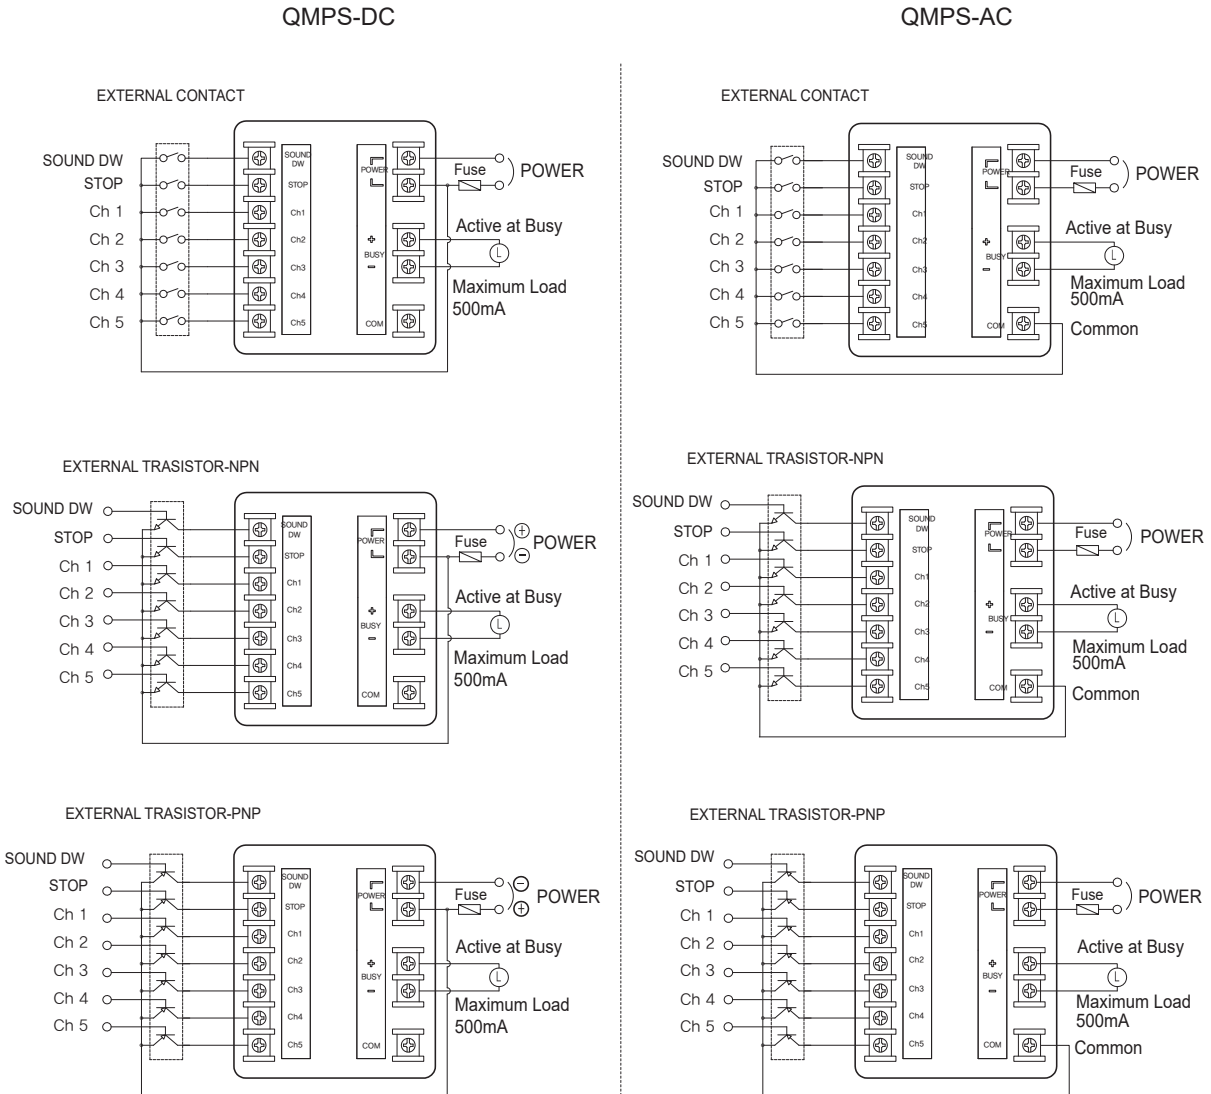 QMPS-DC
EXTERNAL CONTACT
SOUND DW
STOP
Ch 1
Ch 2
Ch 3
Ch 4
Ch 5
SOUND
DW
STOP
Ch1
Ch2
Ch3
Ch4
Ch5
POWER
+
BUSY
-
COM
Fuse
POWER
Active at Busy
L
Maximum Load
500mA
EXTERNAL TRASISTOR-NPN
SOUND DW
STOP
Ch 1
Ch 2
Ch 3
Ch 4
Ch 5
SOUND
DW
STOP
Ch1
Ch2
Ch3
Ch4
Ch5
POWER
+
BUSY
-
COM
+
Fuse
-
POWER
Active at Busy
L
Maximum Load
500mA
EXTERNAL TRASISTOR-PNP
SOUND DW
STOP
Ch 1
Ch 2
Ch 3
Ch 4
Ch 5
SOUND
DW
STOP
Ch1
Ch2
Ch3
Ch4
Ch5
POWER
+
BUSY
-
COM
-
Fuse
+
POWER
Active at Busy
L
Maximum Load
500mA
QMPS-AC
EXTERNAL CONTACT
SOUND DW
STOP
Ch 1
Ch 2
Ch 3
Ch 4
Ch 5
SOUND
DW
STOP
Ch1
Ch2
Ch3
Ch4
Ch5
POWER
+
BUSY
-
COM
Fuse
POWER
Active at Busy
L
Maximum Load
500mA
Common
EXTERNAL TRASISTOR-NPN
SOUND DW
STOP
Ch 1
Ch 2
Ch 3
Ch 4
Ch 5
SOUND
DW
STOP
Ch1
Ch2
Ch3
Ch4
Ch5
POWER
+
BUSY
-
COM
Fuse
POWER
Active at Busy
L
Maximum Load
500mA
Common
EXTERNAL TRASISTOR-PNP
SOUND DW
STOP
Ch 1
Ch 2
Ch 3
Ch 4
Ch 5
SOUND
DW
STOP
Ch1
Ch2
Ch3
Ch4
Ch5
POWER
+
BUSY
-
COM
Fuse
POWER
Active at Busy
L
Maximum Load
500mA
Common